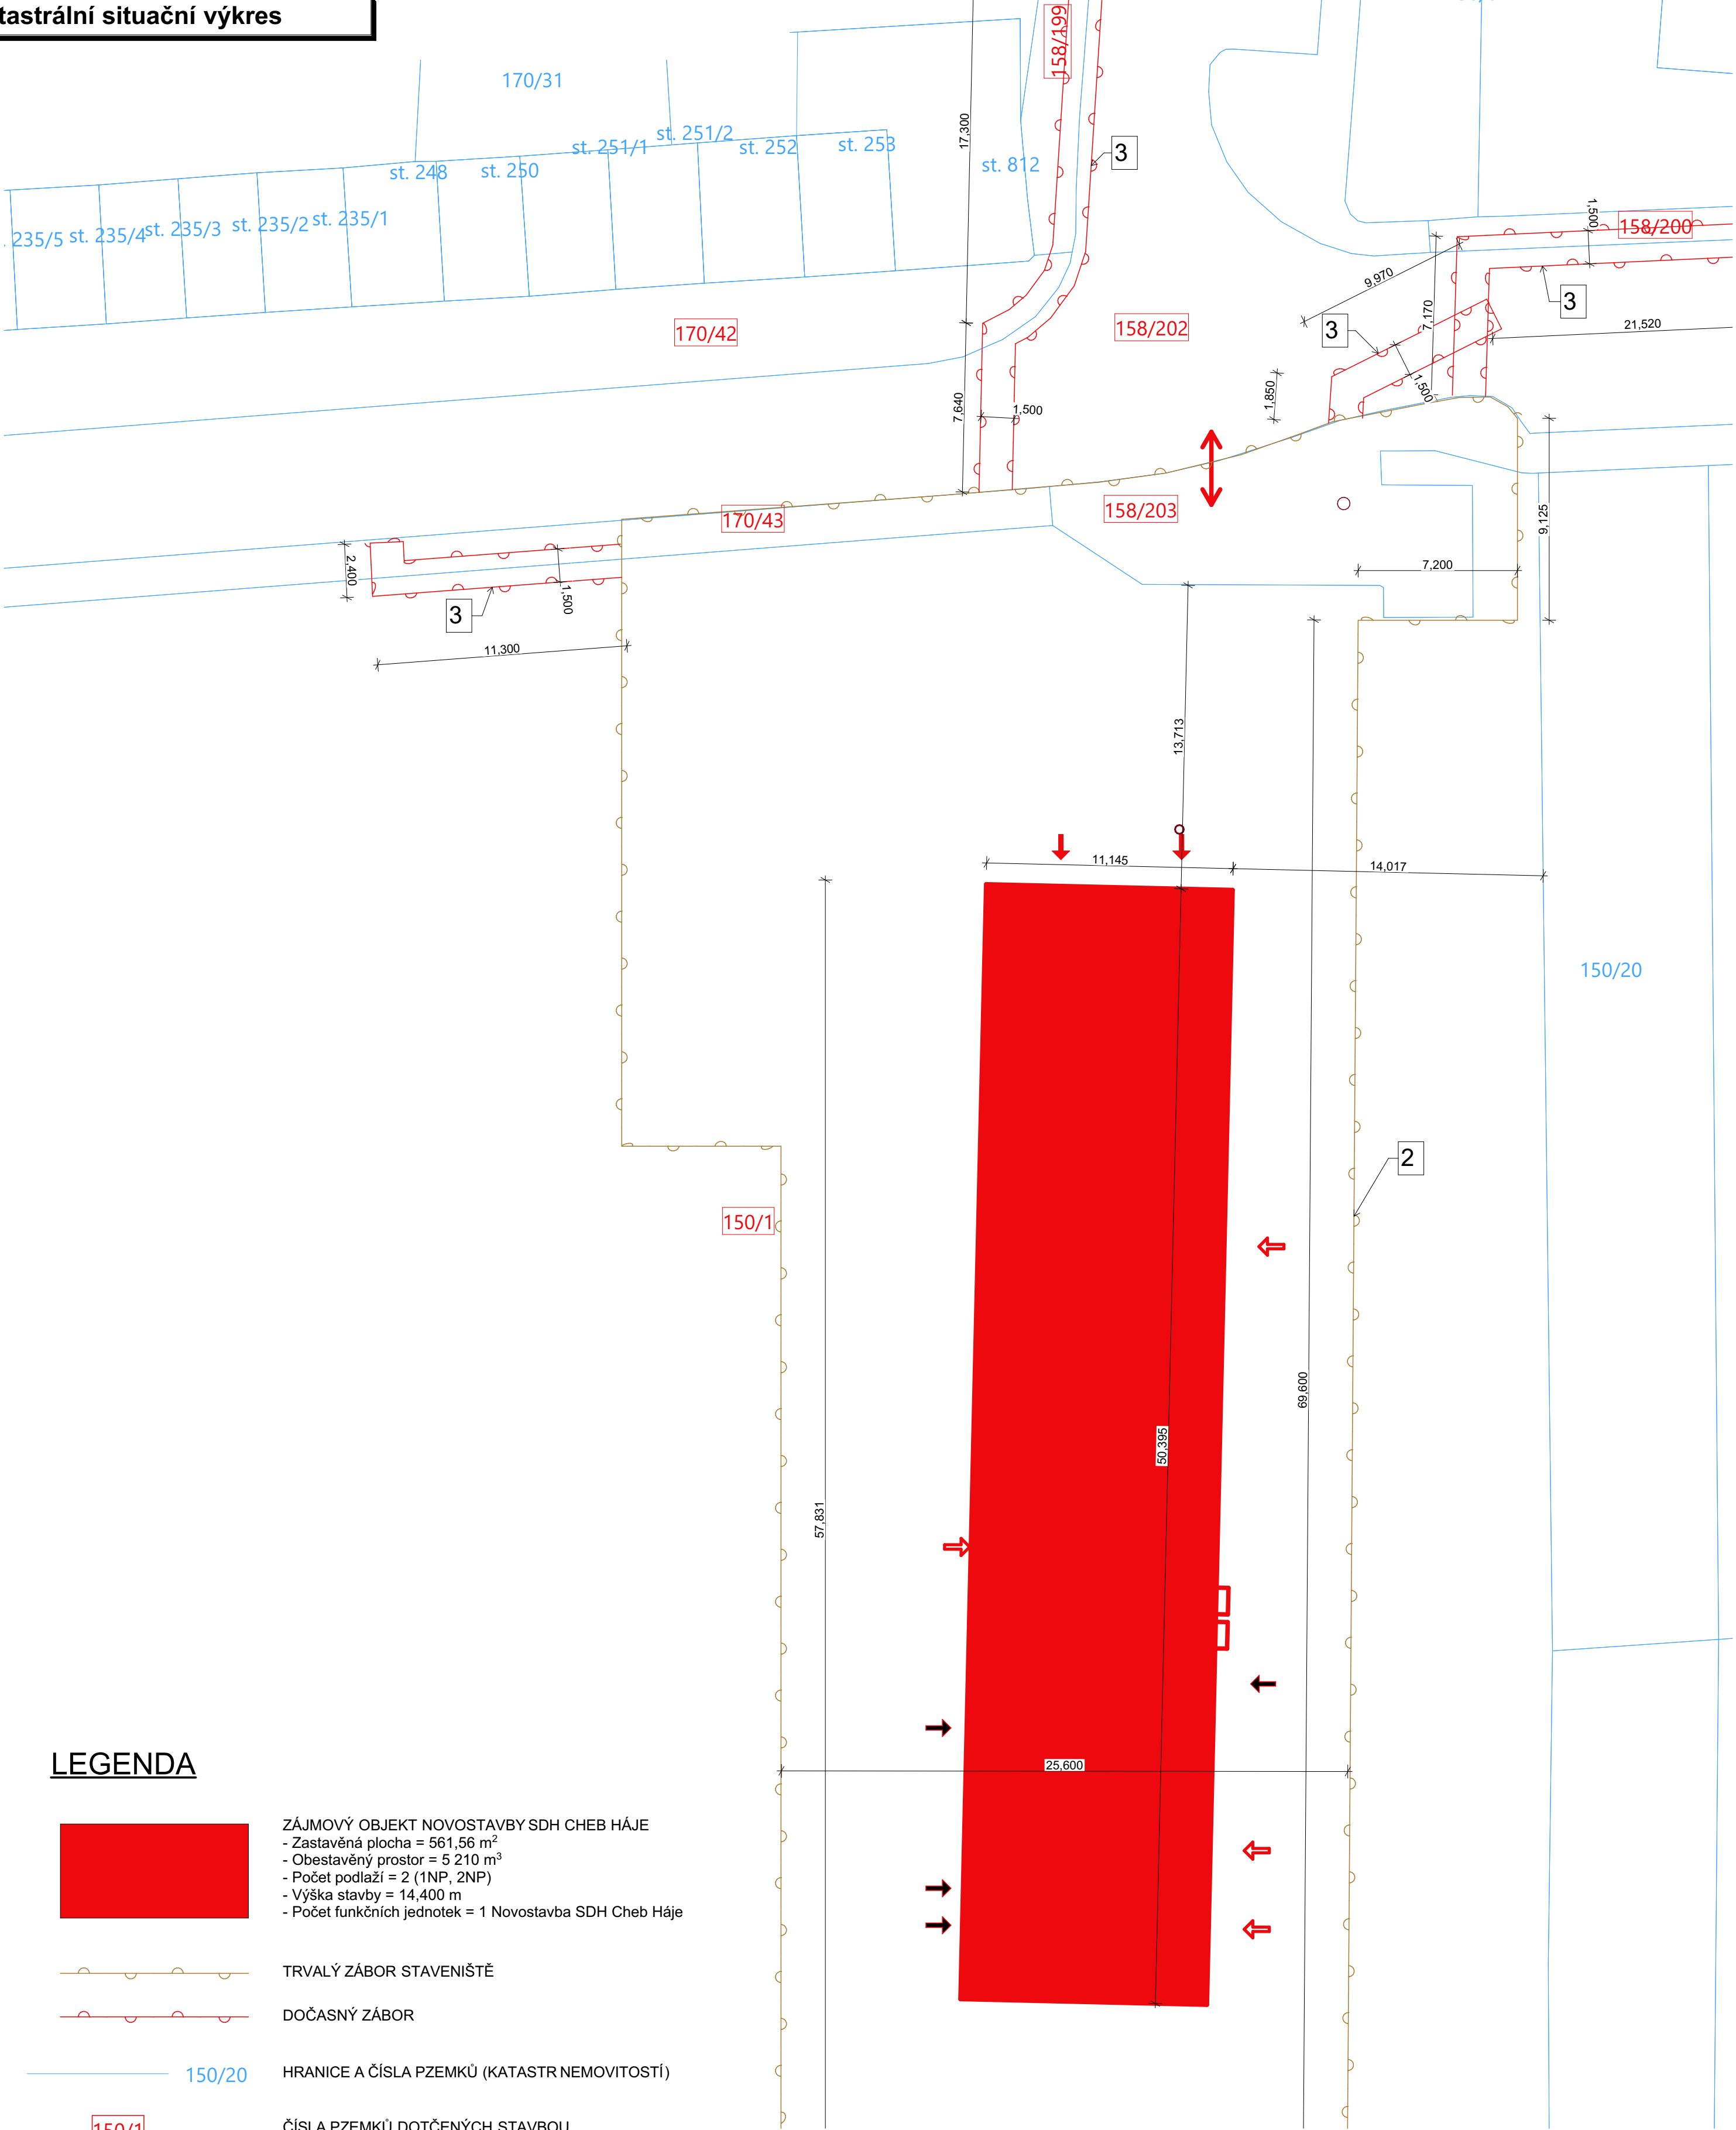 tastrální situační výkres
158/199
170/31
st. 251/2
st. 251/1
st. 252
st. 253
st. 248
st. 250
st. 812
17,300
3
. 235/5
st. 235/4
st. 235/3
st. 235/2
st. 235/1
1,500
158/200
9,970
7,170
3
3
21,520
170/42
158/202
1,850
1,500
7,640
1,500
170/43
158/203
9,125
2,400
1,500
3
7,200
11,300
13,713
11,145
14,017
150/20
2
150/1
69,600
50,395
57,831
25,600
LEGENDA
ZÁJMOVÝ OBJEKT NOVOSTAVBY SDH CHEB HÁJE
- Zastavěná plocha = 561,56 m²
- Obestavěný prostor = 5 210 m³
- Počet podlaží = 2 (1NP, 2NP)
- Výška stavby = 14,400 m
- Počet funkčních jednotek = 1 Novostavba SDH Cheb Háje
TRVALÝ ZÁBOR STAVENIŠTĚ
DOČASNÝ ZÁBOR
150/20
HRANICE A ČÍSLA PZEMKŮ (KATASTR NEMOVITOSTÍ)
150/1
ČÍSLA PZEMKŮ DOTČENÝCH STAVBOU